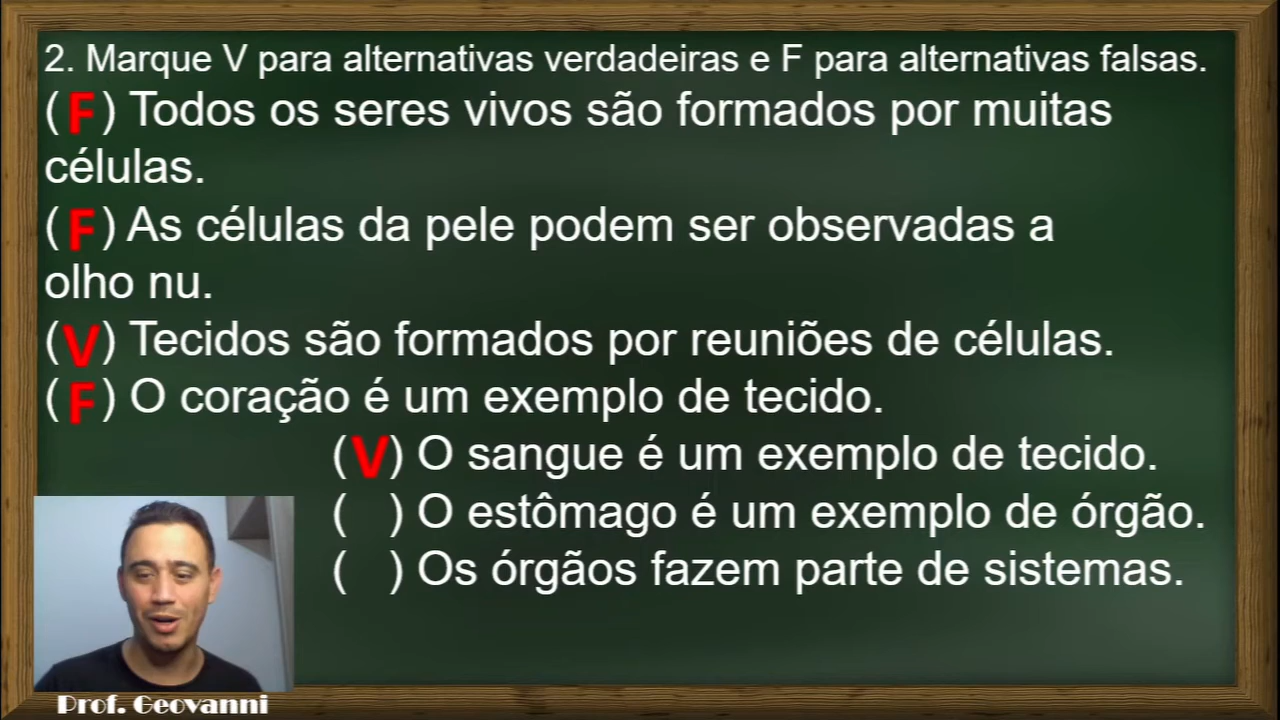 2. Marque V para alternativas verdadeiras e F para alternativas falsas.
( F ) Todos os seres vivos são formados por muitas
células.
( F ) As células da pele podem ser observadas a
olho nu.
( V ) Tecidos são formados por reuniões de células.
( F ) O coração é um exemplo de tecido.
( V ) O sangue é um exemplo de tecido.
(   ) O estômago é um exemplo de órgão.
(   ) Os órgãos fazem parte de sistemas.
Prof. Geovanni